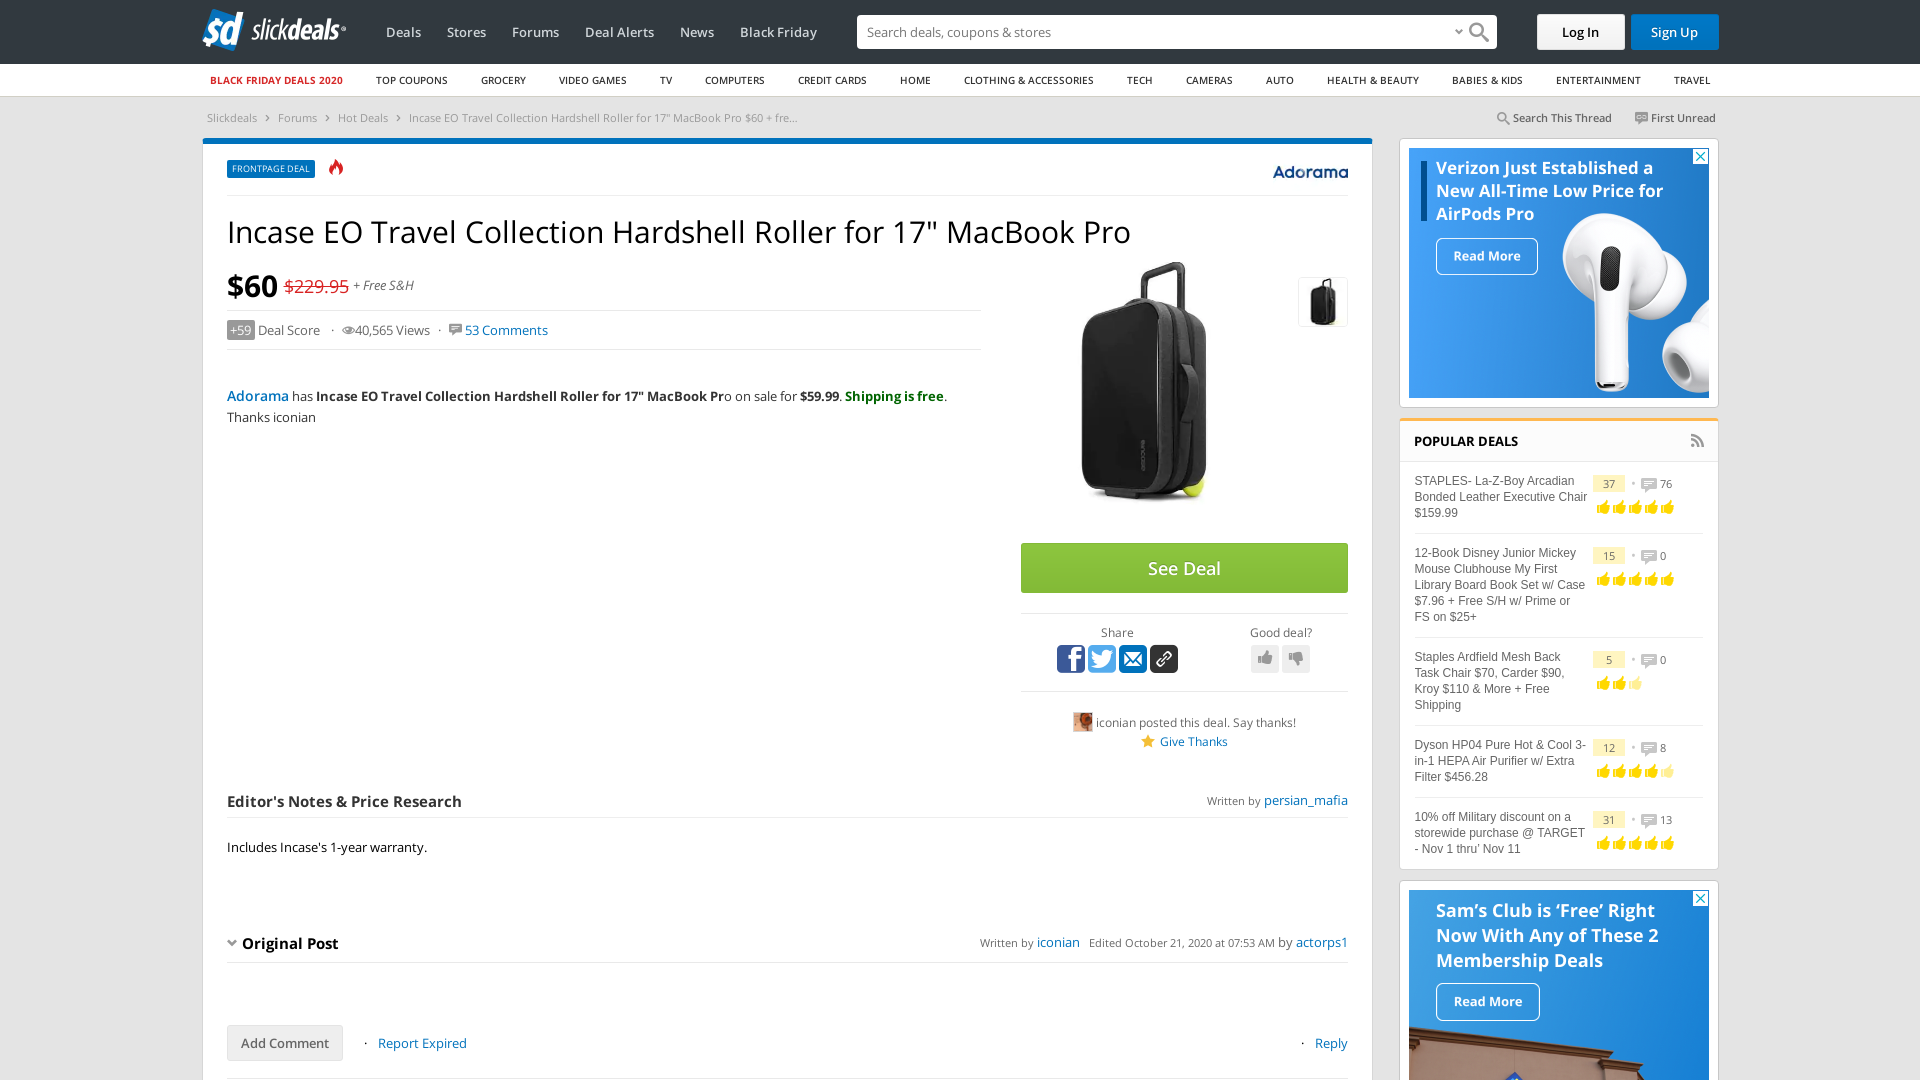 sd slickdeals
Deals
Stores
Forums
Deal Alerts
News
Black Friday
Search deals, coupons & stores
Log In
Sign Up
BLACK FRIDAY DEALS 2020
TOP COUPONS
GROCERY
VIDEO GAMES
TV
COMPUTERS
CREDIT CARDS
HOME
CLOTHING & ACCESSORIES
TECH
CAMERAS
AUTO
HEALTH & BEAUTY
BABIES & KIDS
ENTERTAINMENT
TRAVEL
Slickdeals › Forums › Hot Deals › Incase EO Travel Collection Hardshell Roller for 17" MacBook Pro $60 + fre...
Search This Thread
First Unread
FRONTPAGE DEAL
Adorama
Incase EO Travel Collection Hardshell Roller for 17" MacBook Pro
$60 $229.95 + Free S&H
+59 Deal Score · 40,565 Views · 53 Comments
Adorama has Incase EO Travel Collection Hardshell Roller for 17" MacBook Pro on sale for $59.99. Shipping is free.
Thanks iconian
incase
See Deal
Share
Good deal?
iconian posted this deal. Say thanks!
Give Thanks
Editor's Notes & Price Research
Written by persian_mafia
Includes Incase's 1-year warranty.
Original Post
Written by iconian Edited October 21, 2020 at 07:53 AM by actorps1
Add Comment
· Report Expired
· Reply
Verizon Just Established a
New All-Time Low Price for
AirPods Pro
Read More
POPULAR DEALS
STAPLES- La-Z-Boy Arcadian
Bonded Leather Executive Chair
$159.99
37 • 76
12-Book Disney Junior Mickey
Mouse Clubhouse My First
Library Board Book Set w/ Case
$7.96 + Free S/H w/ Prime or
FS on $25+
15 • 0
Staples Ardfield Mesh Back
Task Chair $70, Carder $90,
Kroy $110 & More + Free
Shipping
5 • 0
Dyson HP04 Pure Hot & Cool 3-
in-1 HEPA Air Purifier w/ Extra
Filter $456.28
12 • 8
10% off Military discount on a
storewide purchase @ TARGET
- Nov 1 thru' Nov 11
31 • 13
Sam's Club is 'Free' Right
Now With Any of These 2
Membership Deals
Read More